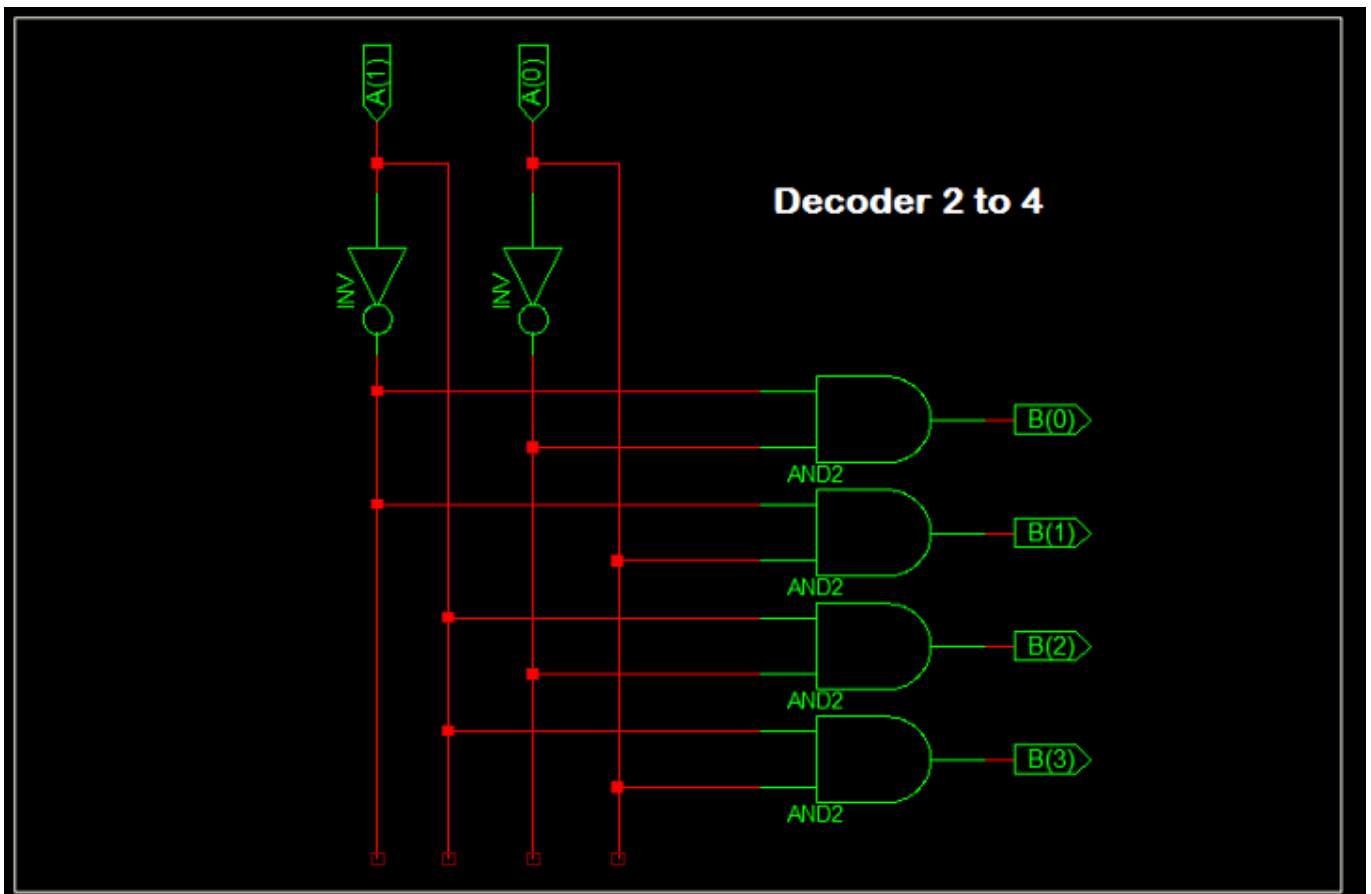 A(1)
A(0)
Decoder 2 to 4
INV
INV
B(0)
AND2
B(1)
AND2
B(2)
AND2
B(3)
AND2